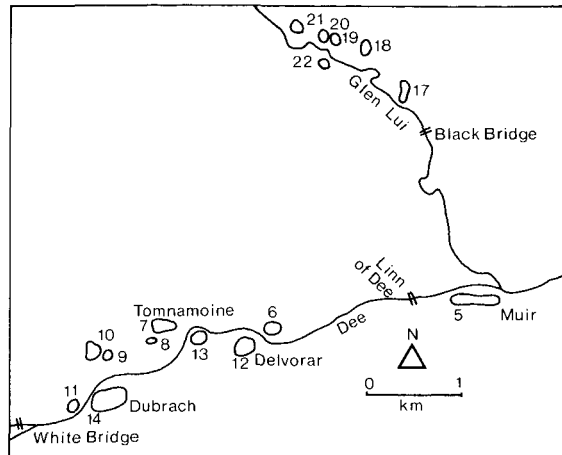 21
20
19
18
22
17
Glen Lui
Black Bridge
Linn
of Dee
Tomnamoine
6
7
8
10
9
13
12
Delvorar
Dee
5
Muir
N
0 1
km
11
14
Dubrach
White Bridge